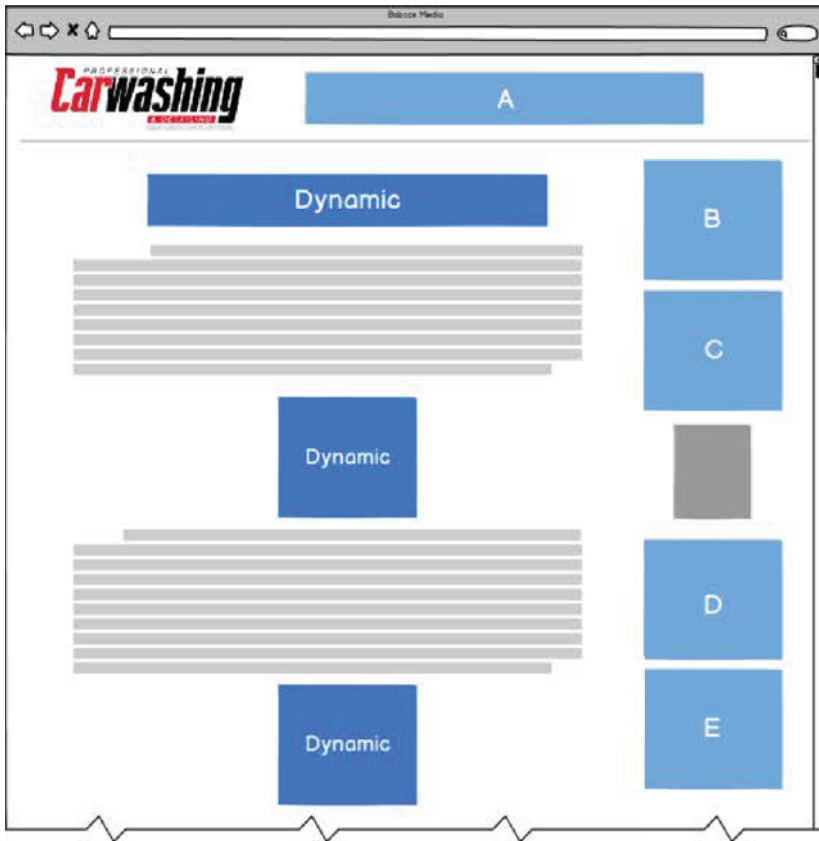 Babcox Media
PROFESSIONAL
Carwashing
& DETAILING
A
Dynamic
B
C
Dynamic
D
E
Dynamic